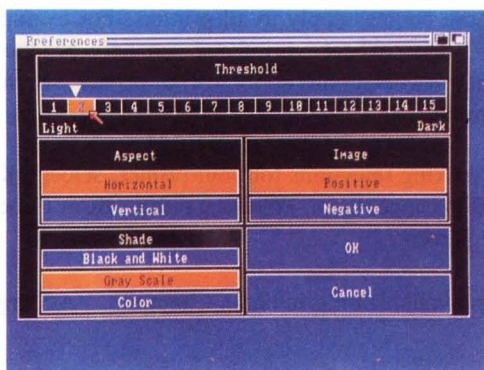 Preferences
Threshold
1 2 3 4 5 6 7 8 9 10 11 12 13 14 15
Light Dark
Aspect
Horizontal
Vertical
Image
Positive
Negative
Shade
Black and White
Gray Scale
Color
OK
Cancel